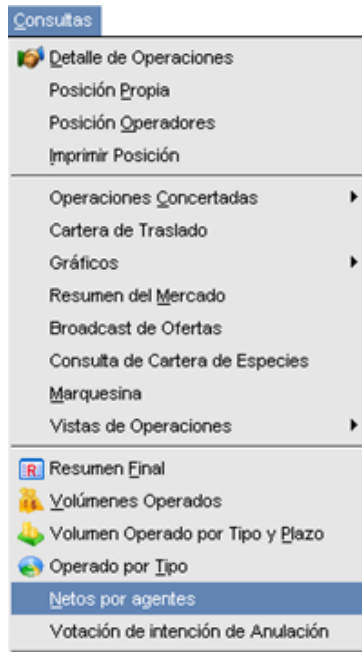 Consultas
Detalle de Operaciones
Posición Propia
Posición Operadores
Imprimir Posición
Operaciones Concertadas
Cartera de Traslado
Gráficos
Resumen del Mercado
Broadcast de Ofertas
Consulta de Cartera de Especies
Marquesina
Vistas de Operaciones
R Resumen Final
Volúmenes Operados
Volumen Operado por Tipo y Plazo
Operado por Tipo
Netos por agentes
Votación de intención de Anulación